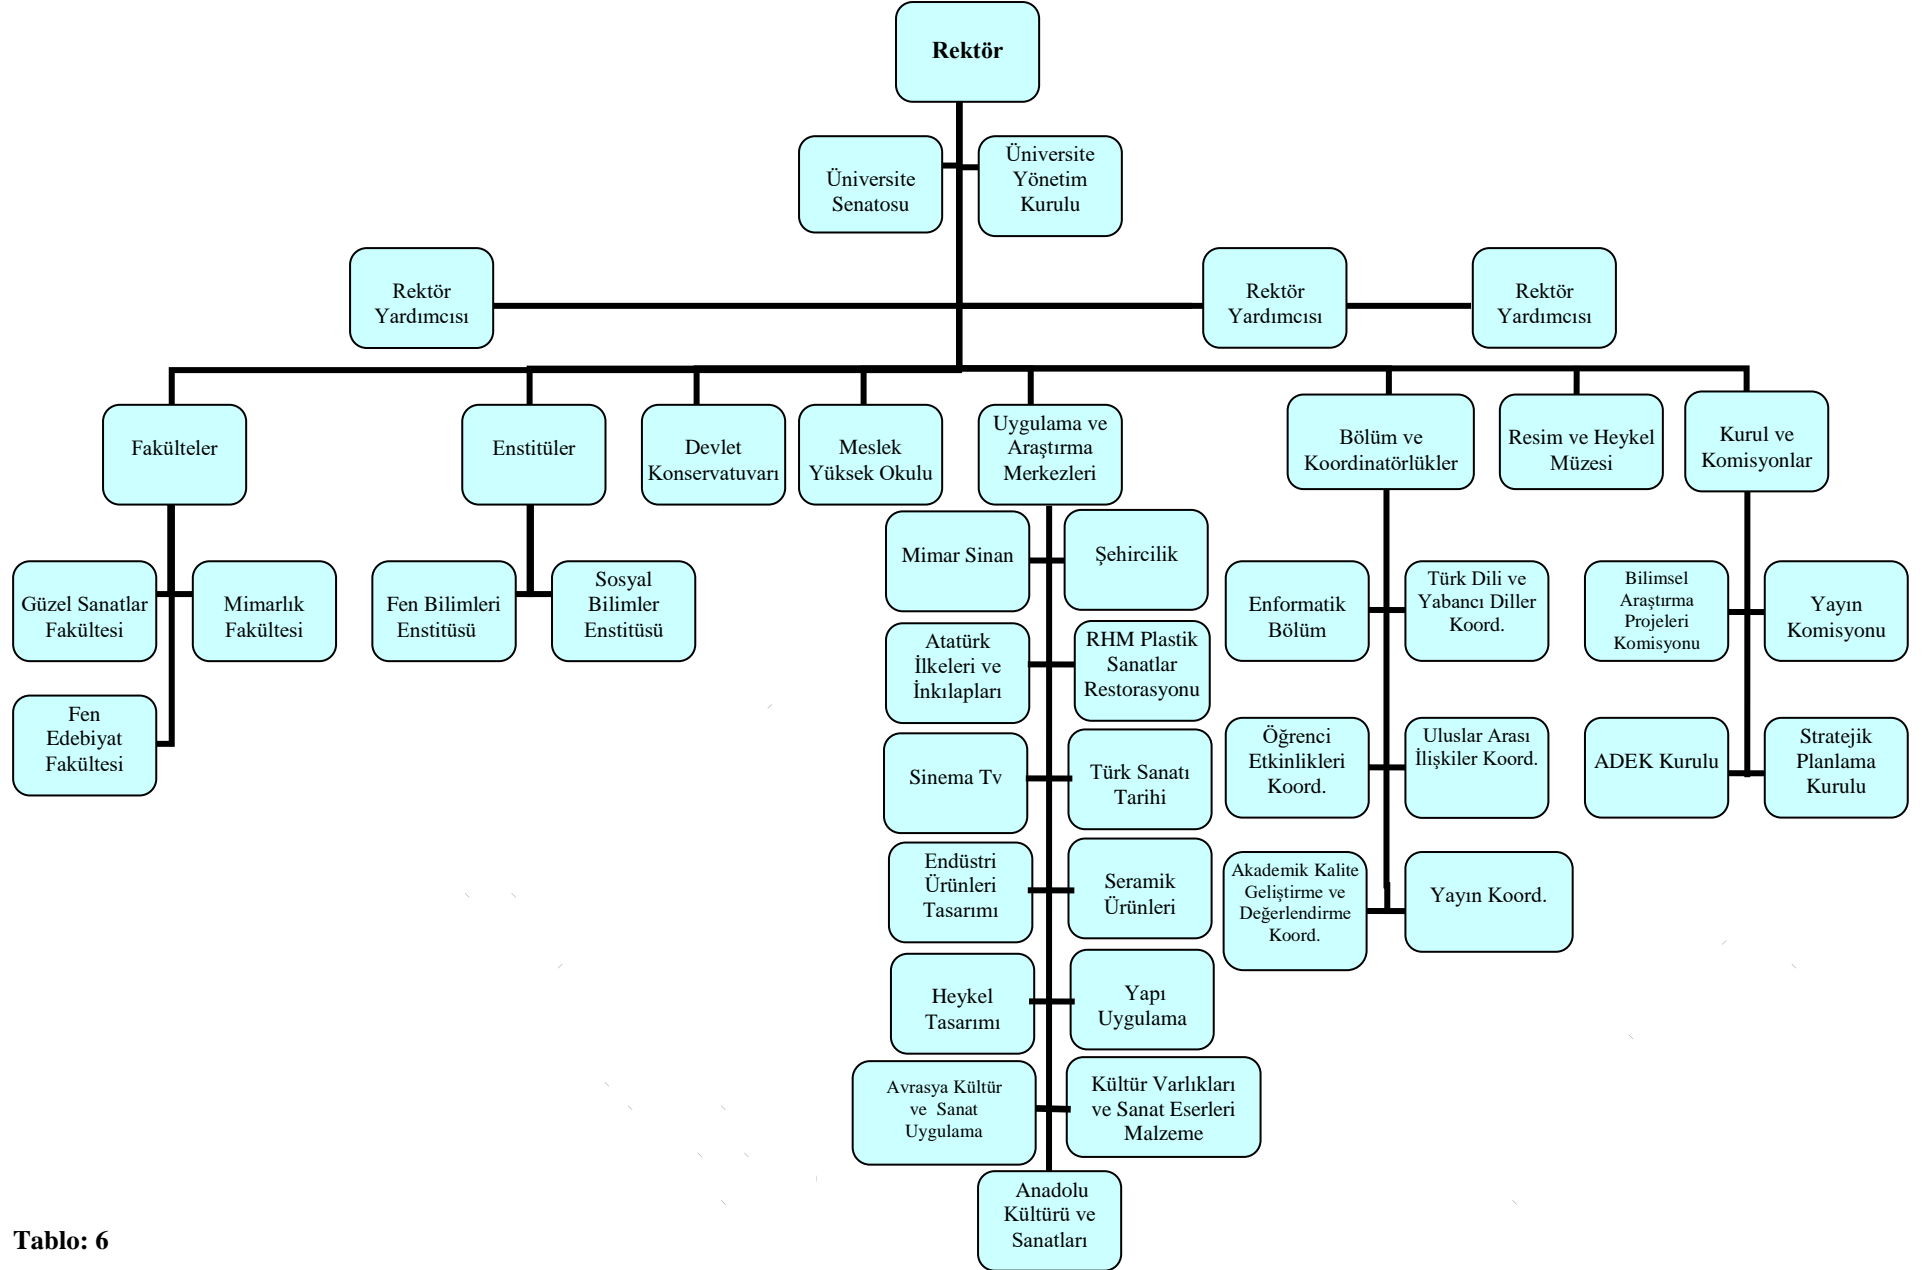 Rektör
Üniversite
Senatosu
Üniversite
Yönetim
Kurulu
Rektör
Yardımcısı
Rektör
Yardımcısı
Rektör
Yardımcısı
Fakülteler
Enstitüler
Devlet
Konservatuvarı
Meslek
Yüksek Okulu
Uygulama ve
Araştırma
Merkezleri
Bölüm ve
Koordinatörlükler
Resim ve Heykel
Müzesi
Kurul ve
Komisyonlar
Güzel Sanatlar
Fakültesi
Mimarlık
Fakültesi
Fen
Edebiyat
Fakültesi
Fen Bilimleri
Enstitüsü
Sosyal
Bilimler
Enstitüsü
Mimar Sinan
Şehircilik
Atatürk
İlkeleri ve
İnkılapları
RHM Plastik
Sanatlar
Restorasyonu
Sinema Tv
Türk Sanatı
Tarihi
Endüstri
Ürünleri
Tasarımı
Seramik
Ürünleri
Heykel
Tasarımı
Yapı
Uygulama
Avrasya Kültür
ve Sanat
Uygulama
Kültür Varlıkları
ve Sanat Eserleri
Malzeme
Anadolu
Kültürü ve
Sanatları
Enformatik
Bölüm
Türk Dili ve
Yabancı Diller
Koord.
Öğrenci
Etkinlikleri
Koord.
Uluslar Arası
İlişkiler Koord.
Akademik Kalite
Geliştirme ve
Değerlendirme
Koord.
Yayın Koord.
Bilimsel
Araştırma
Projeleri
Komisyonu
Yayın
Komisyonu
ADEK Kurulu
Stratejik
Planlama
Kurulu
Tablo: 6